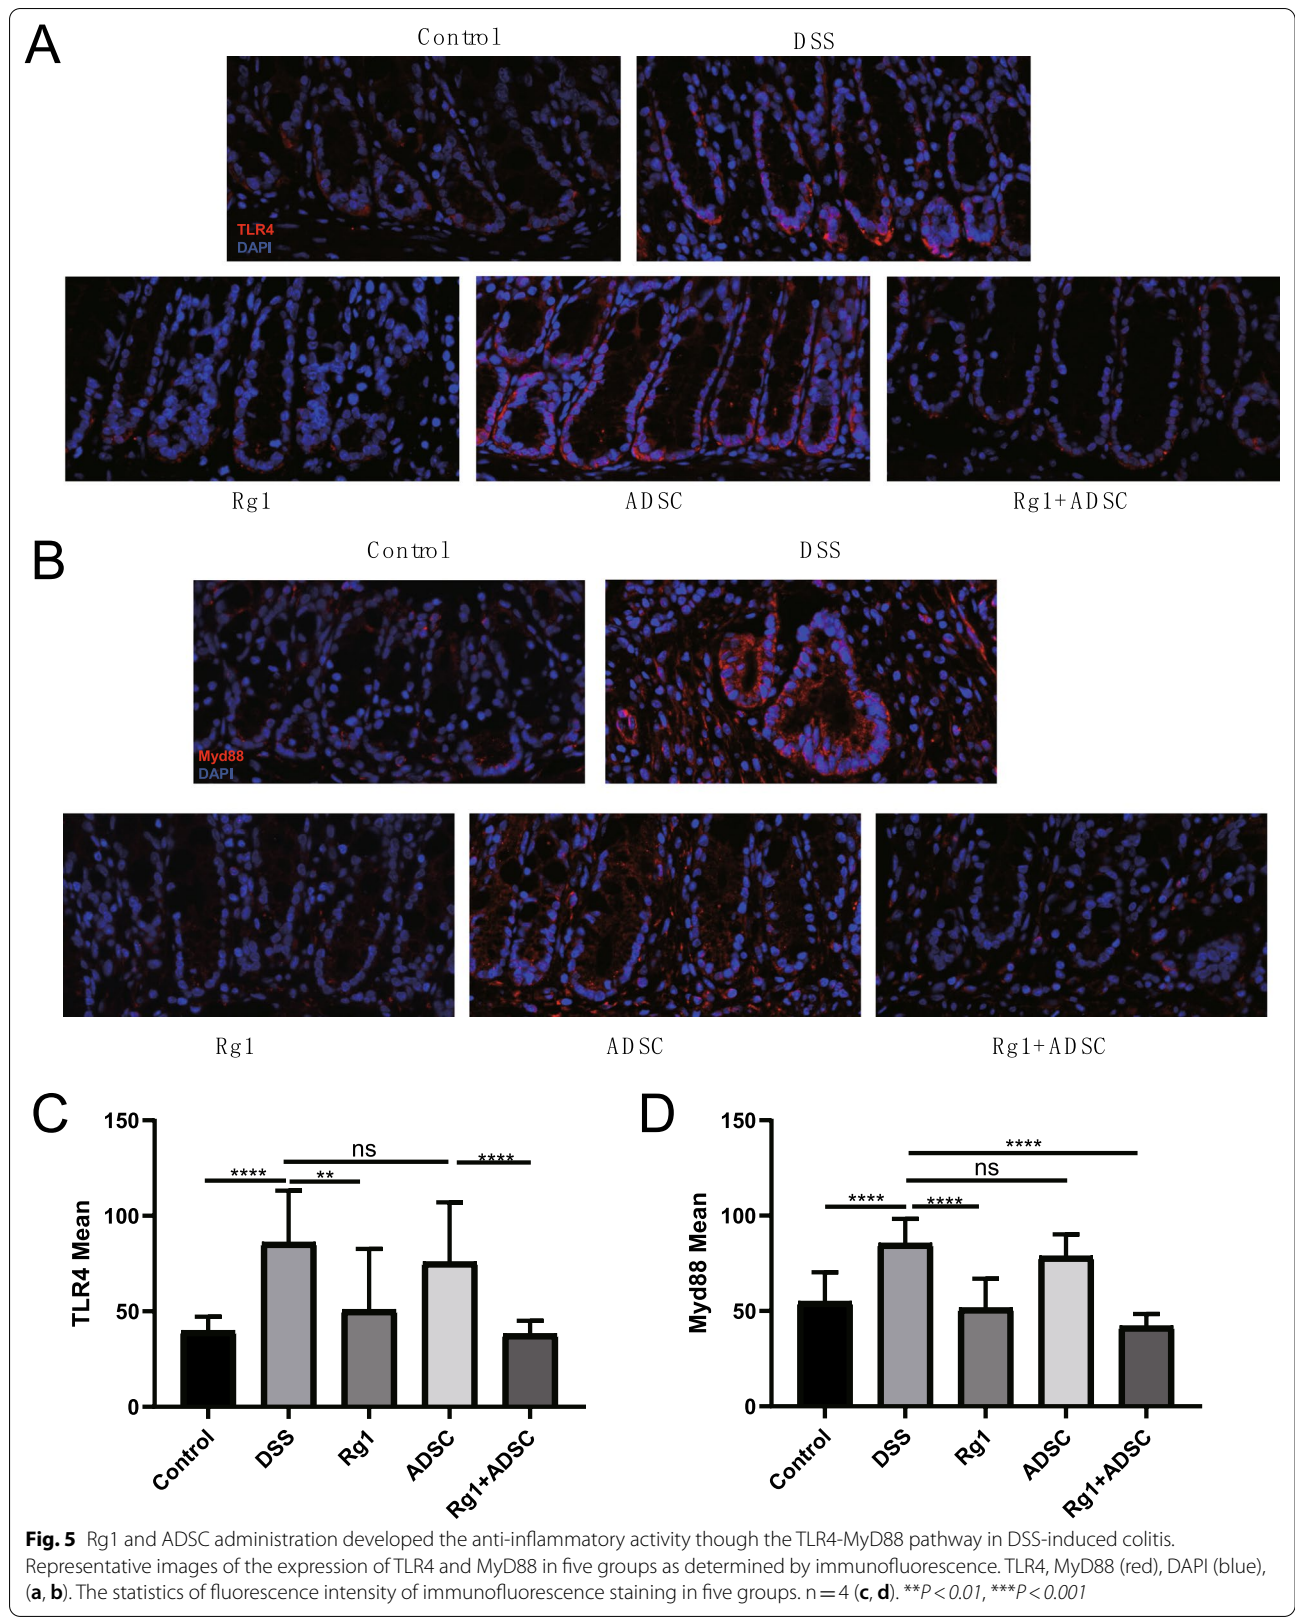 A
Control
DSS
TLR4
DAPI
Rg1
ADSC
Rg1+ADSC
B
Control
DSS
Myd88
DAPI
Rg1
ADSC
Rg1+ADSC
C
TLR4 Mean
150
100
50
0
****
**
ns
****
Control
DSS
Rg1
ADSC
Rg1+ADSC
D
Myd88 Mean
150
100
50
0
****
****
ns
****
Control
DSS
Rg1
ADSC
Rg1+ADSC
Fig. 5 Rg1 and ADSC administration developed the anti-inflammatory activity though the TLR4-MyD88 pathway in DSS-induced colitis.
Representative images of the expression of TLR4 and MyD88 in five groups as determined by immunofluorescence. TLR4, MyD88 (red), DAPI (blue),
(a, b). The statistics of fluorescence intensity of immunofluorescence staining in five groups. n = 4 (c, d). **P < 0.01, ***P < 0.001